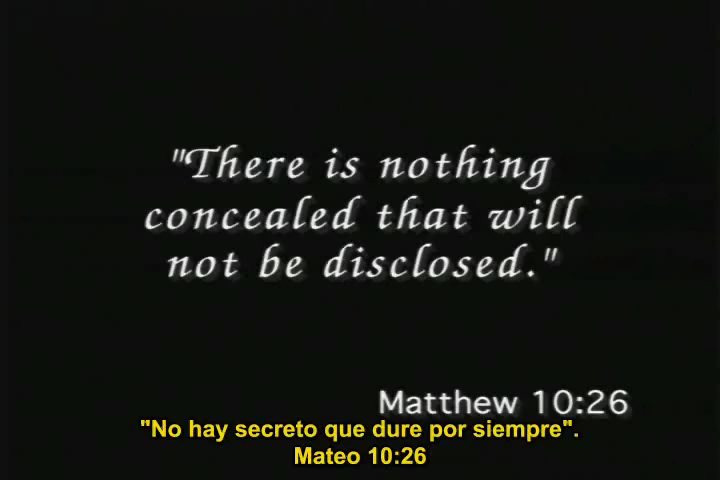 "There is nothing
concealed that will
not be disclosed."
Matthew 10:26
"No hay secreto que dure por siempre".
Mateo 10:26